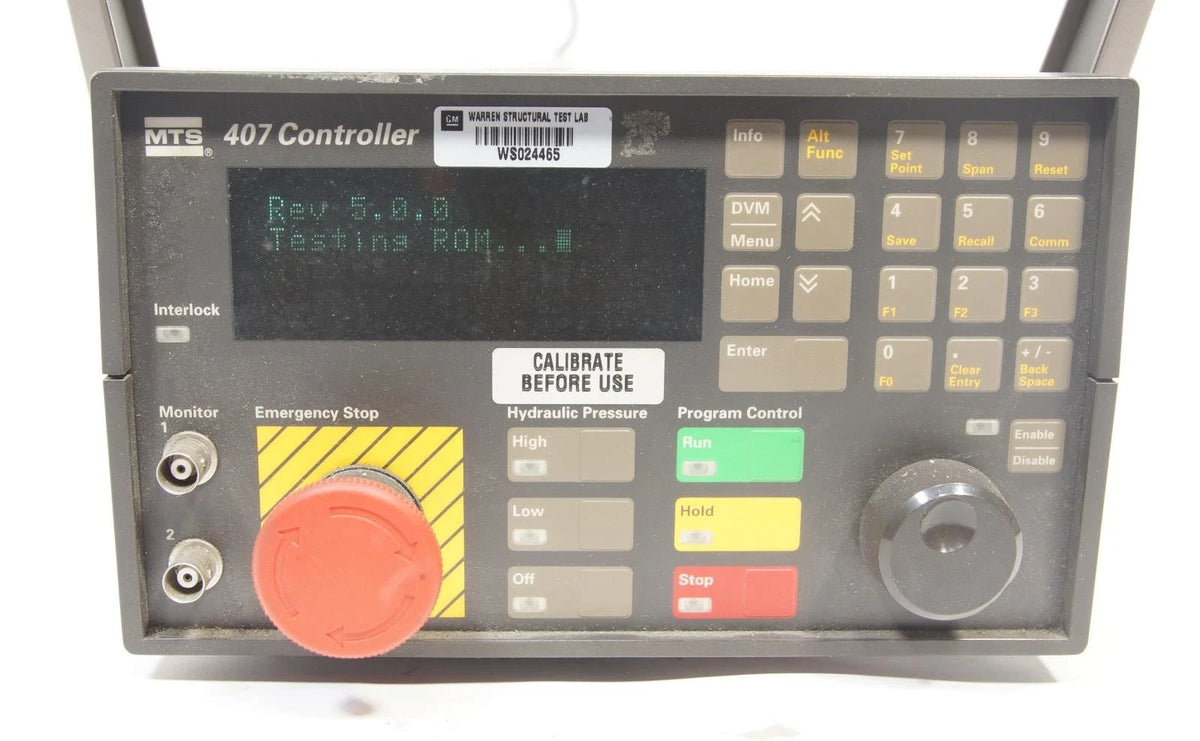 MTS® 407 Controller
GM WARREN STRUCTURAL TEST LAB
WS024465
Rev 5.0.0
Testing ROM...
Info
Alt
Func
7
Set
Point
8
Span
9
Reset
DVM
Menu
4
Save
5
Recall
6
Comm
Home
1
F1
2
F2
3
F3
Enter
0
F0
.
Clear
Entry
+ / -
Back
Space
Interlock
CALIBRATE
BEFORE USE
Monitor
1
2
Emergency Stop
Hydraulic Pressure
High
Low
Off
Program Control
Run
Hold
Stop
Enable
Disable